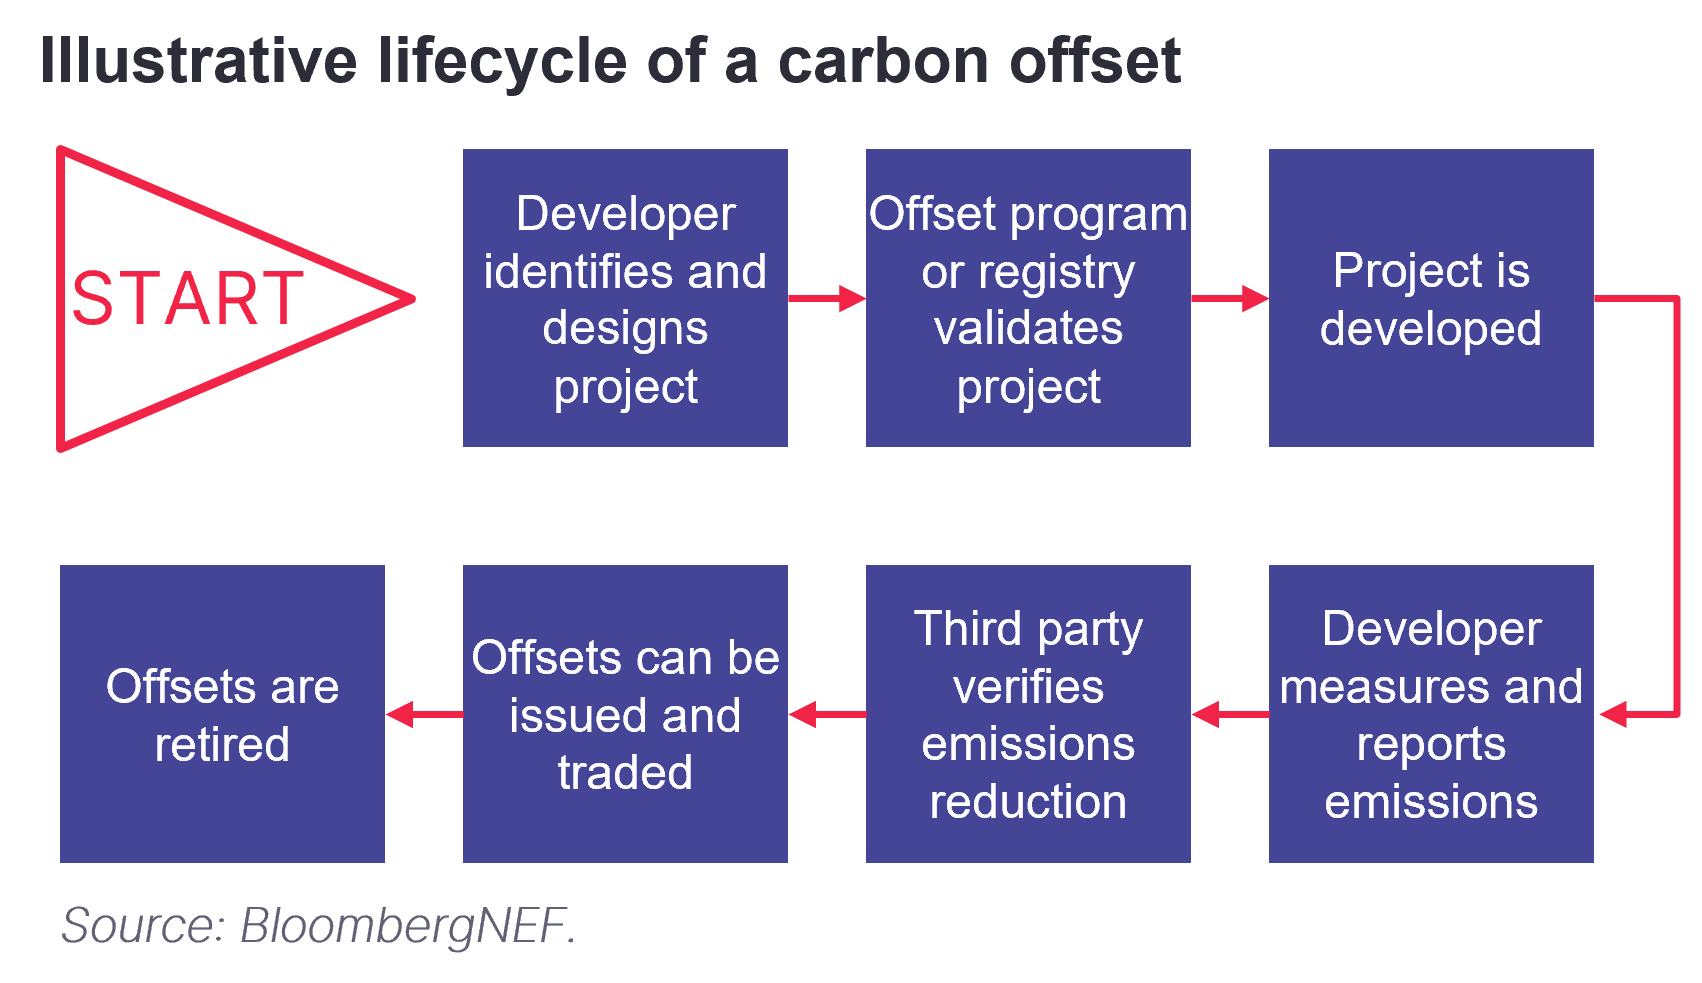 Illustrative lifecycle of a carbon offset
START
Developer
identifies and
designs
project
Offset program
or registry
validates
project
Project is
developed
Developer
measures and
reports
emissions
Third party
verifies
emissions
reduction
Offsets can be
issued and
traded
Offsets are
retired
Source: BloombergNEF.